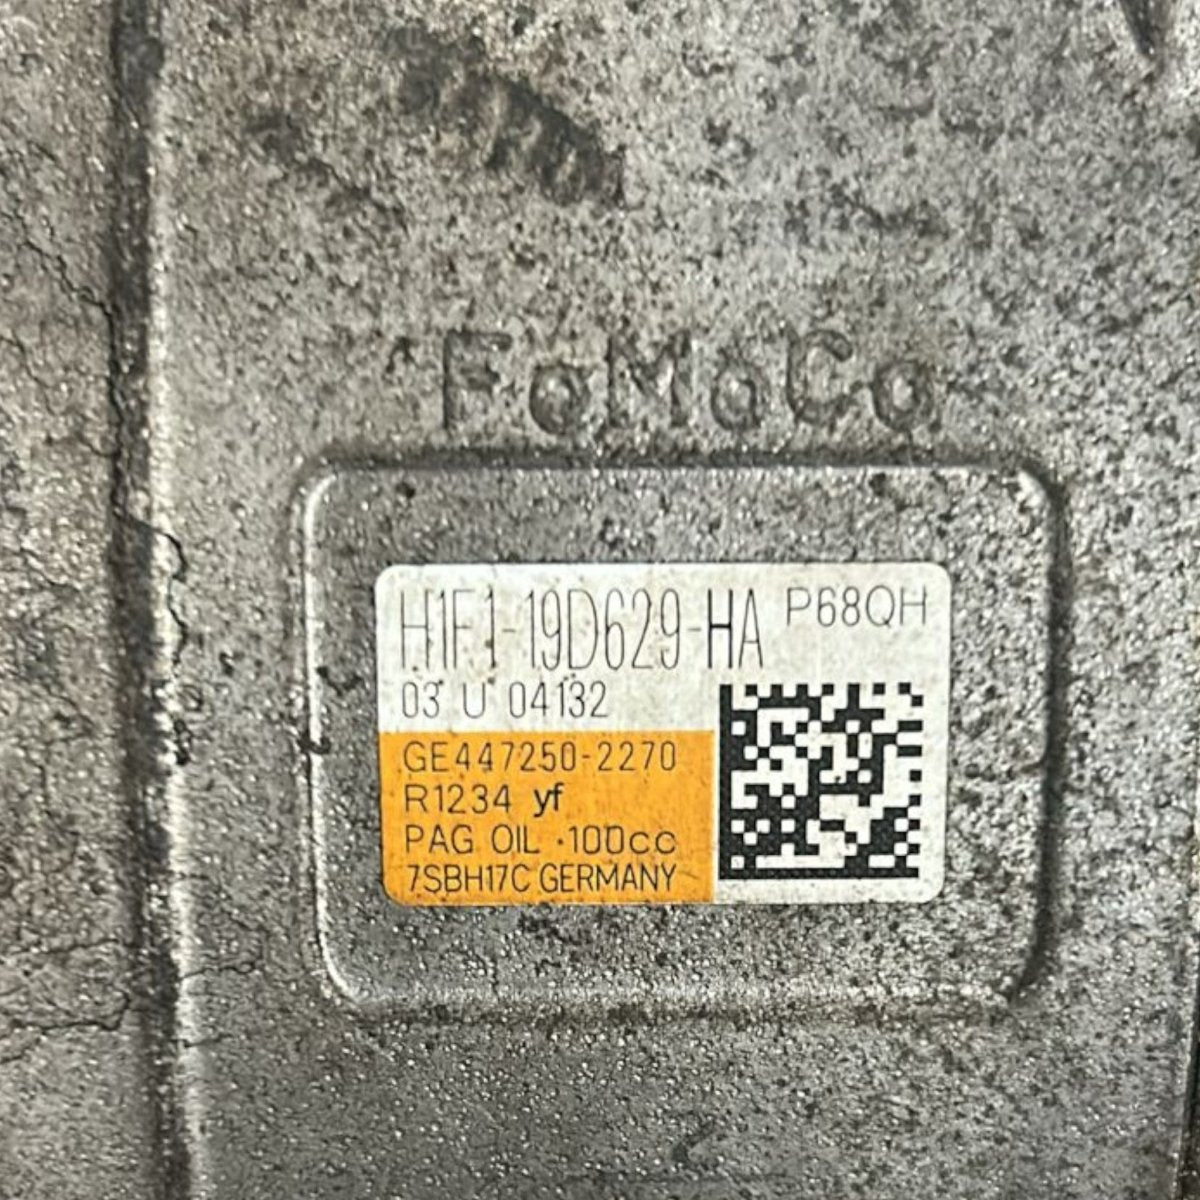 FoMoCo
H1F1-19D629-HA P68QH
03 U 04132
GE447250-2270
R1234 yf
PAG OIL ·100cc
7SBH17C GERMANY